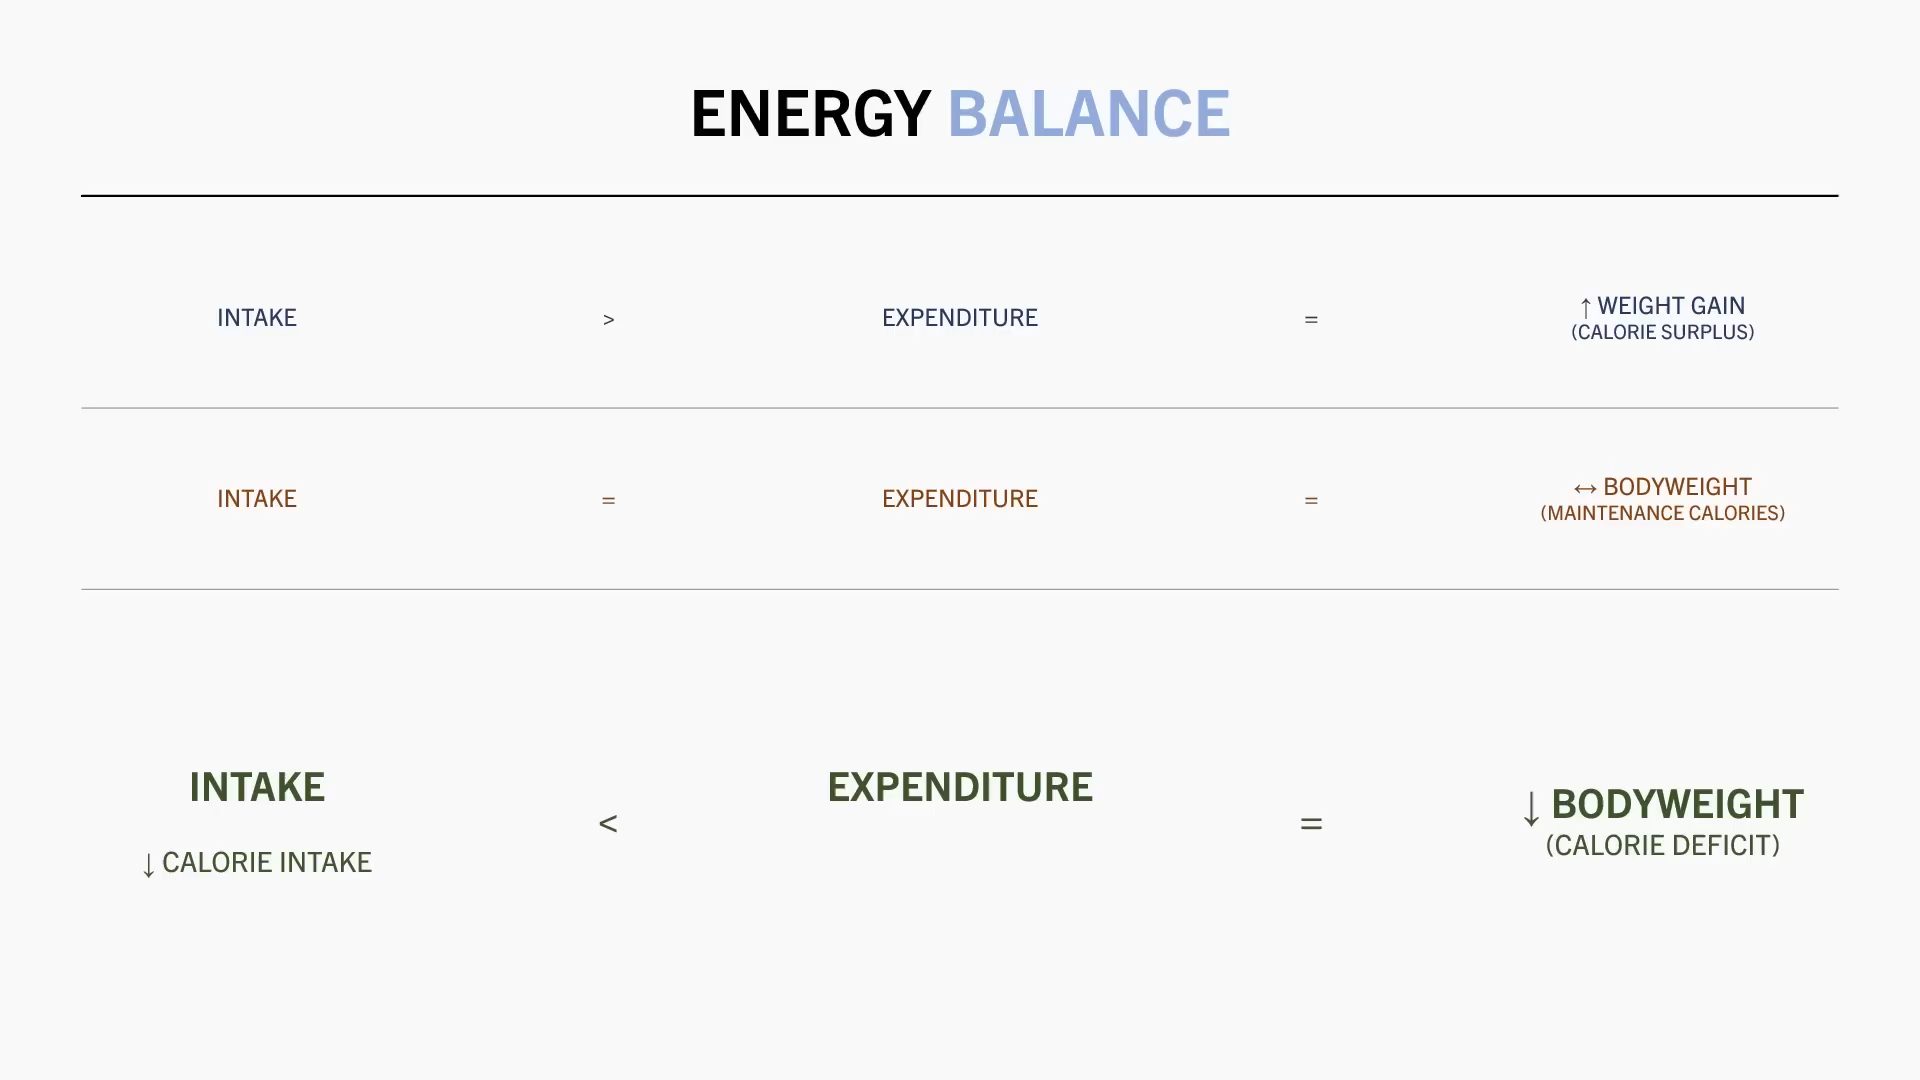 ENERGY BALANCE
INTAKE > EXPENDITURE = ↑ WEIGHT GAIN
(CALORIE SURPLUS)
INTAKE = EXPENDITURE = ↔ BODYWEIGHT
(MAINTENANCE CALORIES)
INTAKE < EXPENDITURE = ↓ BODYWEIGHT
(CALORIE DEFICIT)
↓ CALORIE INTAKE